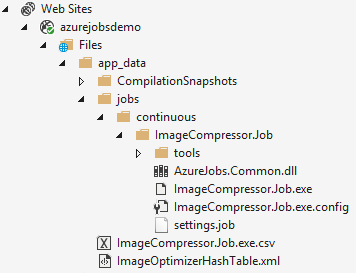 Web Sites
azurejobsdemo
Files
app_data
CompilationSnapshots
jobs
continuous
ImageCompressor.Job
tools
AzureJobs.Common.dll
ImageCompressor.Job.exe
ImageCompressor.Job.exe.config
settings.job
ImageCompressor.Job.exe.csv
ImageOptimizerHashTable.xml